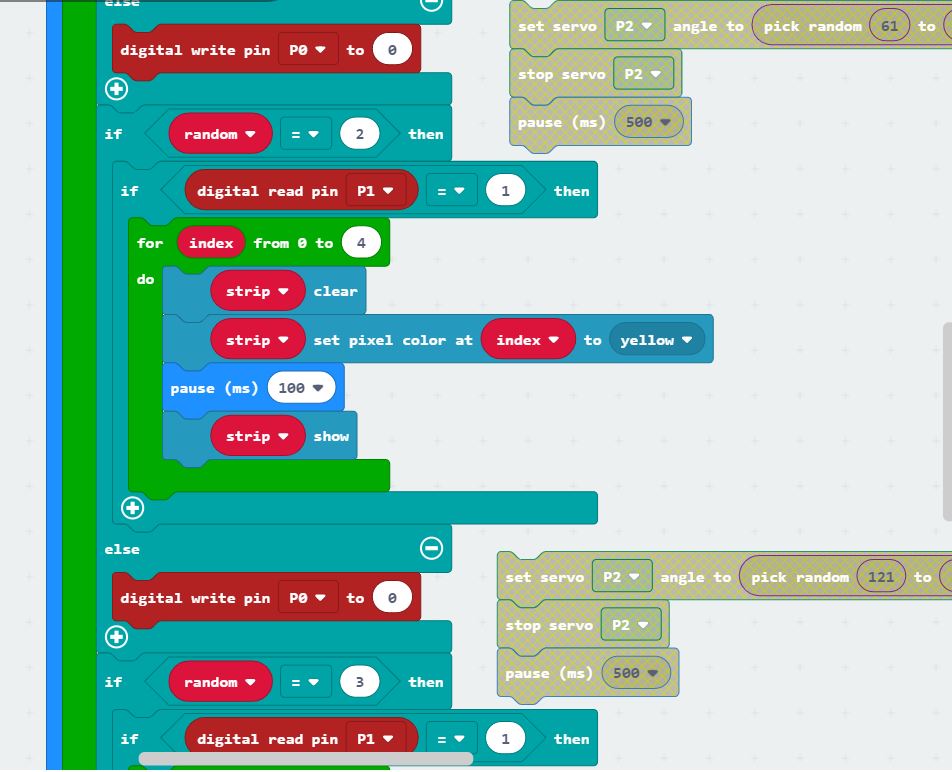 else
set servo P2 angle to pick random 61 to
digital write pin P0 to 0
stop servo P2
pause (ms) 500
if random = 2 then
if digital read pin P1 = 1 then
for index from 0 to 4
do
strip clear
strip set pixel color at index to yellow
pause (ms) 100
strip show
else
set servo P2 angle to pick random 121 to
digital write pin P0 to 0
stop servo P2
pause (ms) 500
if random = 3 then
if digital read pin P1 = 1 then